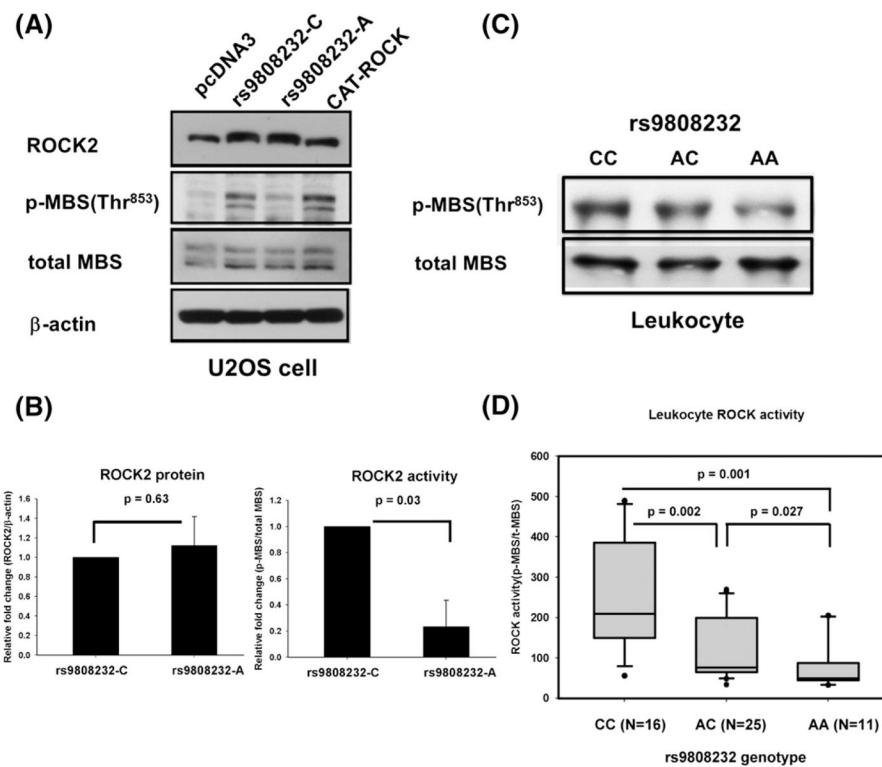 (A)
pcDNA3
rs9808232-C
rs9808232-A
CAT-ROCK
ROCK2
p-MBS(Thr⁸⁵³)
total MBS
β-actin
U2OS cell
(C)
rs9808232
CC AC AA
p-MBS(Thr⁸⁵³)
total MBS
Leukocyte
(B)
ROCK2 protein
p = 0.63
Relative fold change (ROCK2/β-actin)
1.6
1.4
1.2
1.0
0.8
0.6
0.4
0.2
0.0
rs9808232-C rs9808232-A
ROCK2 activity
p = 0.03
Relative fold change (p-MBS/total MBS)
1.2
1.0
0.8
0.6
0.4
0.2
0.0
rs9808232-C rs9808232-A
(D)
Leukocyte ROCK activity
ROCK activity(p-MBS/t-MBS)
600
500
400
300
200
100
0
p = 0.001
p = 0.002
p = 0.027
CC (N=16) AC (N=25) AA (N=11)
rs9808232 genotype